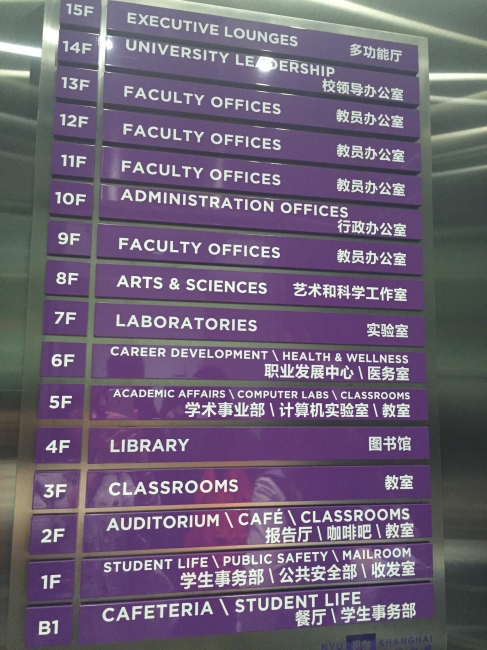 15F EXECUTIVE LOUNGES 多功能厅
14F UNIVERSITY LEADERSHIP
校领导办公室
13F FACULTY OFFICES 教员办公室
12F FACULTY OFFICES 教员办公室
11F FACULTY OFFICES 教员办公室
10F ADMINISTRATION OFFICES
行政办公室
9F FACULTY OFFICES 教员办公室
8F ARTS & SCIENCES 艺术和科学工作室
7F LABORATORIES 实验室
6F CAREER DEVELOPMENT \ HEALTH & WELLNESS
职业发展中心 \ 医务室
5F ACADEMIC AFFAIRS \ COMPUTER LABS \ CLASSROOMS
学术事业部 \ 计算机实验室 \ 教室
4F LIBRARY 图书馆
3F CLASSROOMS 教室
2F AUDITORIUM \ CAFÉ \ CLASSROOMS
报告厅 \ 咖啡吧 \ 教室
1F STUDENT LIFE \ PUBLIC SAFETY \ MAILROOM
学生事务部 \ 公共安全部 \ 收发室
B1 CAFETERIA \ STUDENT LIFE
餐厅 \ 学生事务部
NYU SHANGHAI